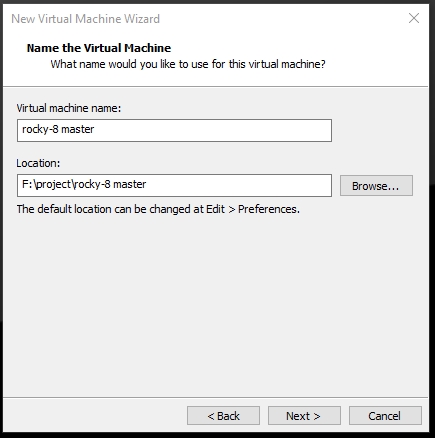 New Virtual Machine Wizard
Name the Virtual Machine
What name would you like to use for this virtual machine?
Virtual machine name:
rocky-8 master
Location:
F:\project\rocky-8 master
Browse...
The default location can be changed at Edit > Preferences.
< Back
Next >
Cancel